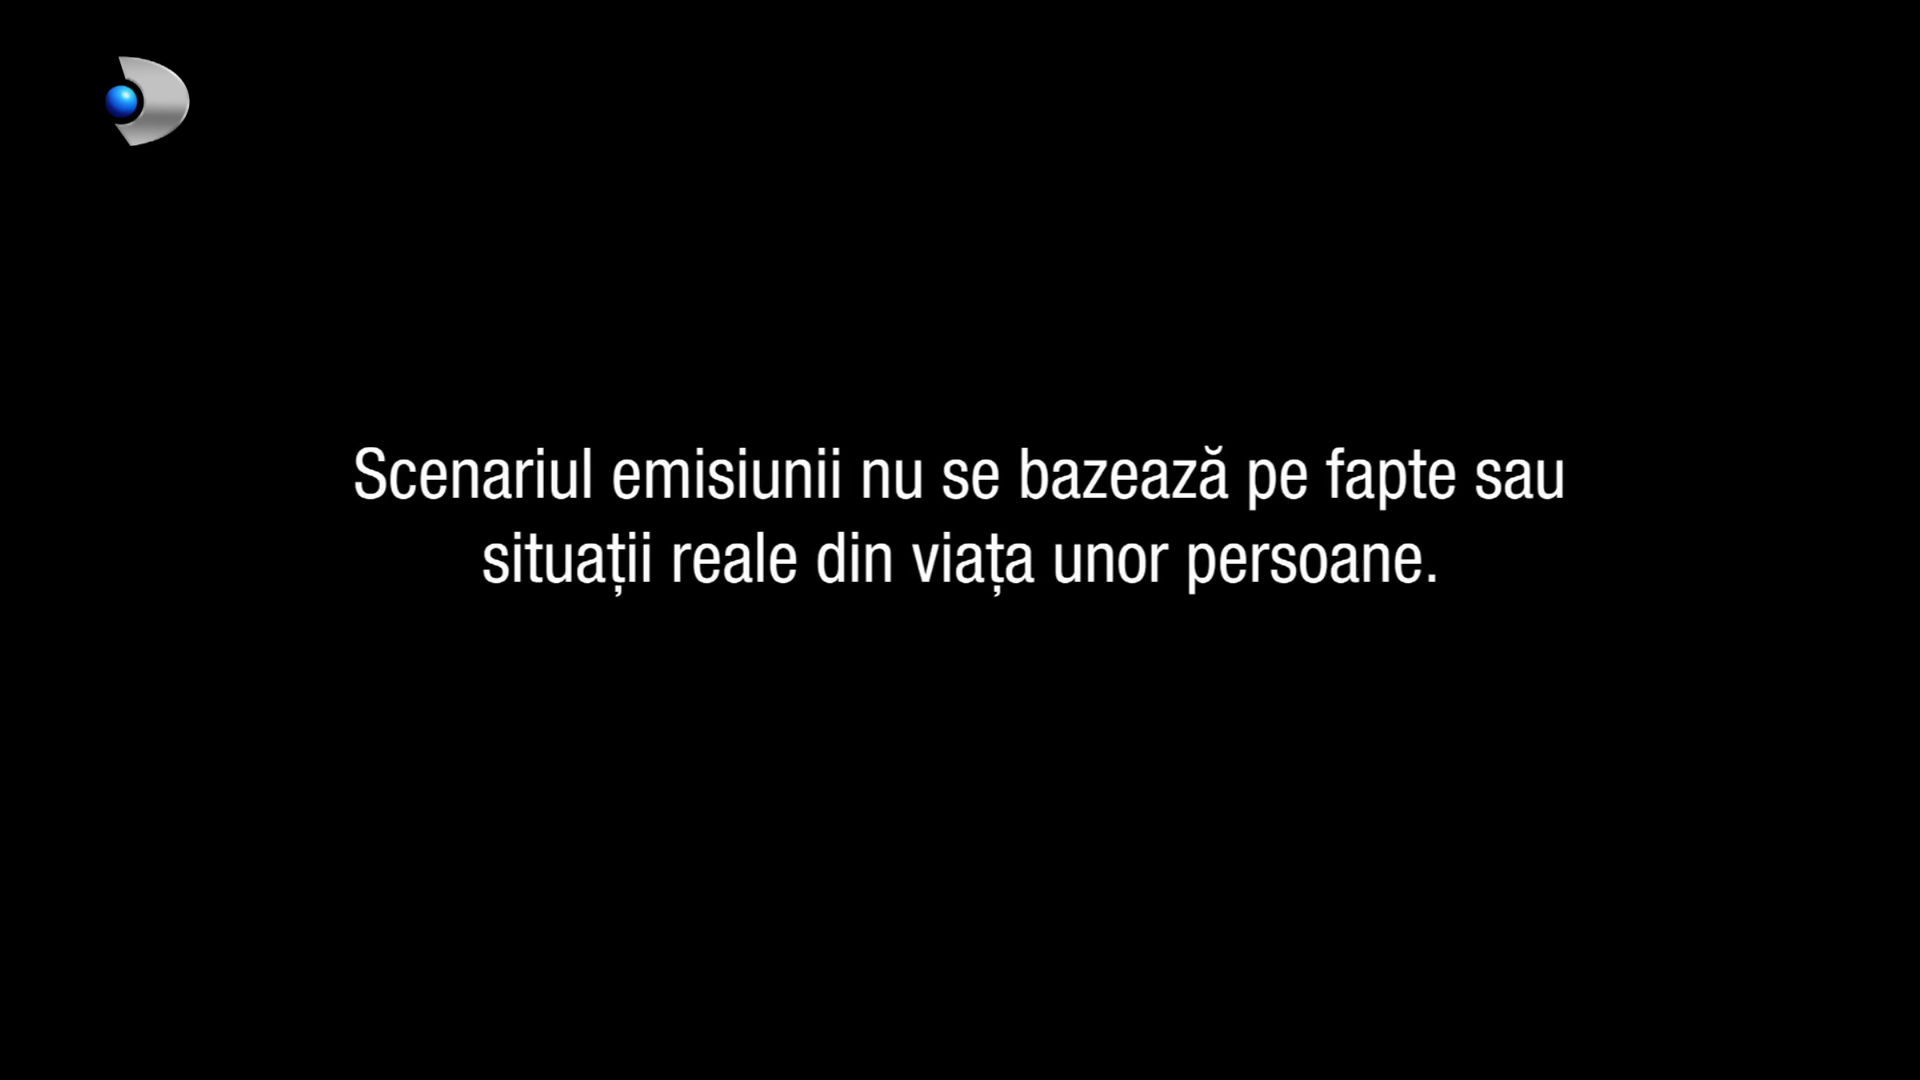 Scenariul emisiunii nu se bazează pe fapte sau
situații reale din viața unor persoane.